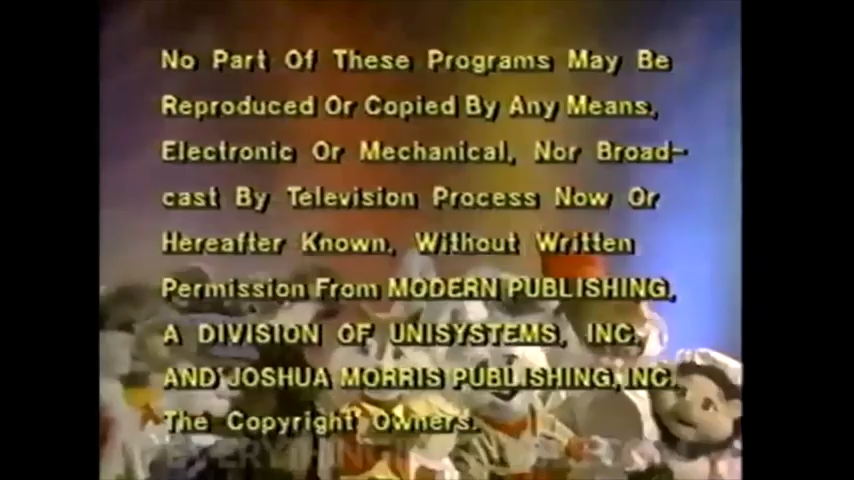 No Part Of These Programs May Be
Reproduced Or Copied By Any Means,
Electronic Or Mechanical, Nor Broad-
cast By Television Process Now Or
Hereafter Known, Without Written
Permission From MODERN PUBLISHING,
A DIVISION OF UNISYSTEMS, INC.
AND JOSHUA MORRIS PUBLISHING, INC.
The Copyright Owners.
EVERYTHING